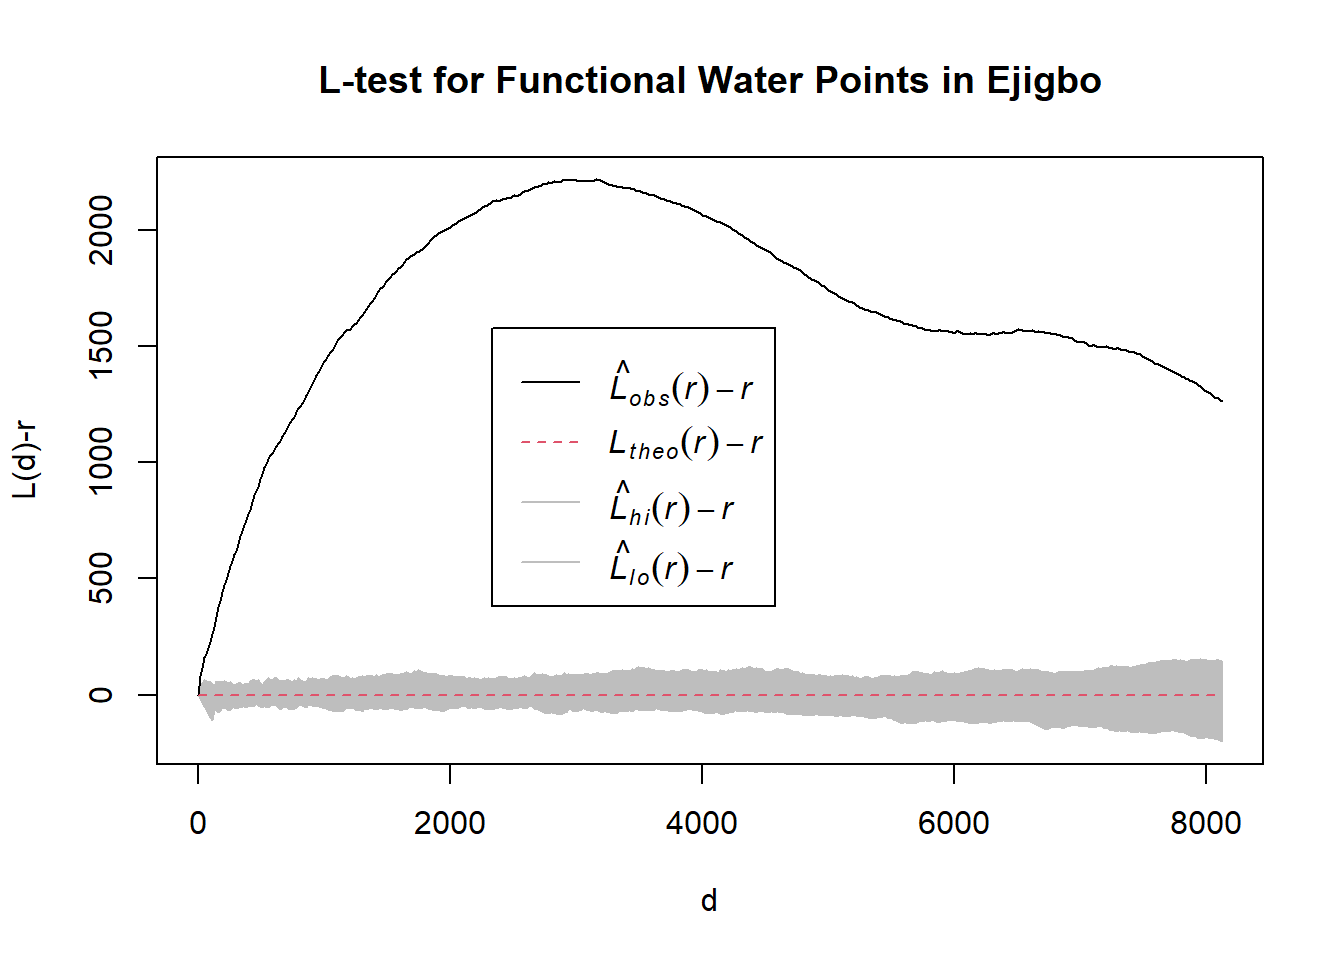 L-test for Functional Water Points in Ejigbo
L(d)-r
2000
1500
1000
500
0
L̂obs(r) − r
Ltheo(r) − r
L̂hi(r) − r
L̂lo(r) − r
0 2000 4000 6000 8000
d